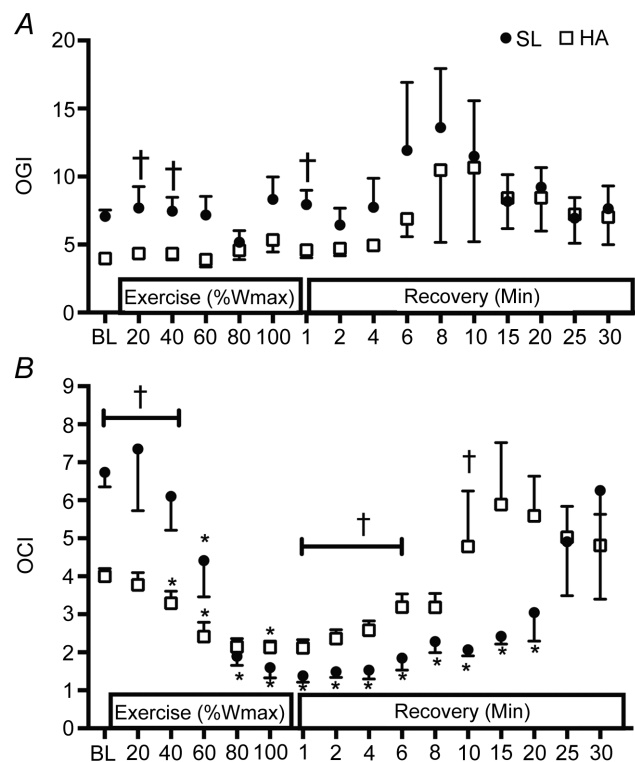 A
20
● SL □ HA
15
†
†
†
OGI
10
5
Exercise (%Wmax)
Recovery (Min)
0
BL 20 40 60 80 100 1 2 4 6 8 10 15 20 25 30
B
9
†
8
7
†
6
†
OCI
5
*
4
*
*
3
*
2
* * * * * * * * * *
1
Exercise (%Wmax)
Recovery (Min)
0
BL 20 40 60 80 100 1 2 4 6 8 10 15 20 25 30